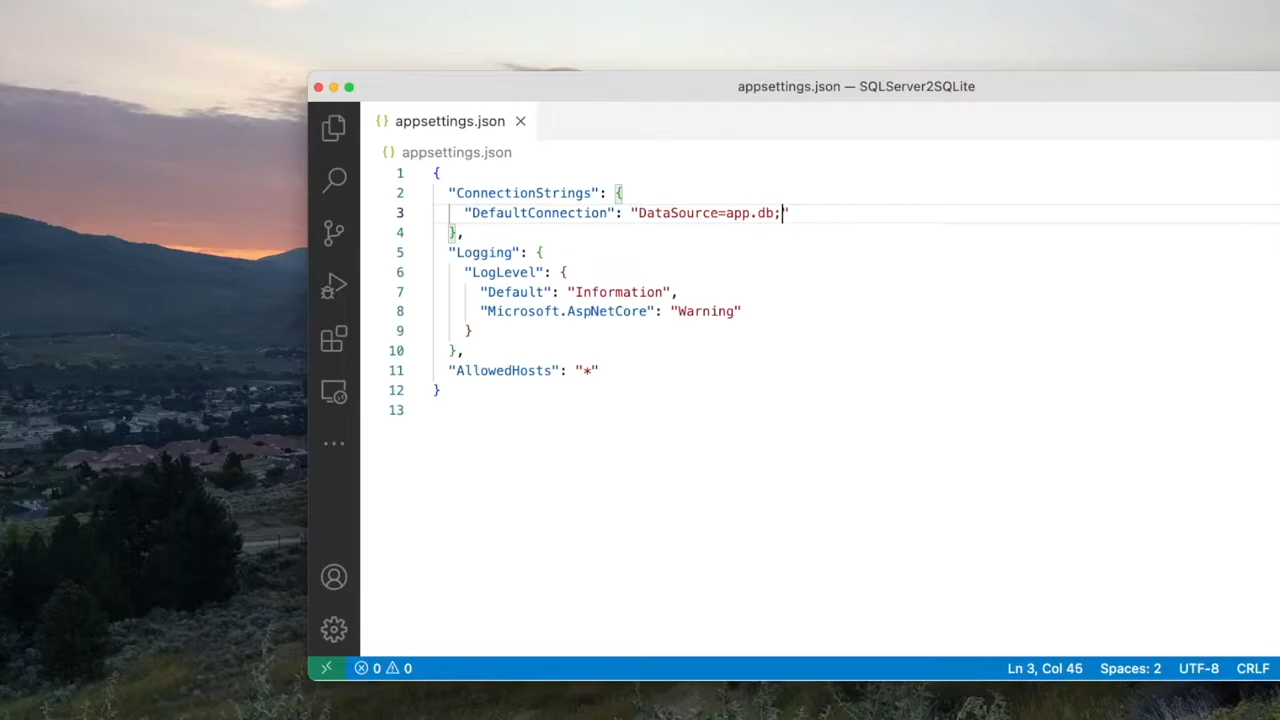 appsettings.json — SQLServer2SQLite
{} appsettings.json ×
{} appsettings.json
1 {
2 "ConnectionStrings": {
3 "DefaultConnection": "DataSource=app.db;"
4 },
5 "Logging": {
6 "LogLevel": {
7 "Default": "Information",
8 "Microsoft.AspNetCore": "Warning"
9 }
10 },
11 "AllowedHosts": "*"
12 }
13
0 0 Ln 3, Col 45 Spaces: 2 UTF-8 CRLF